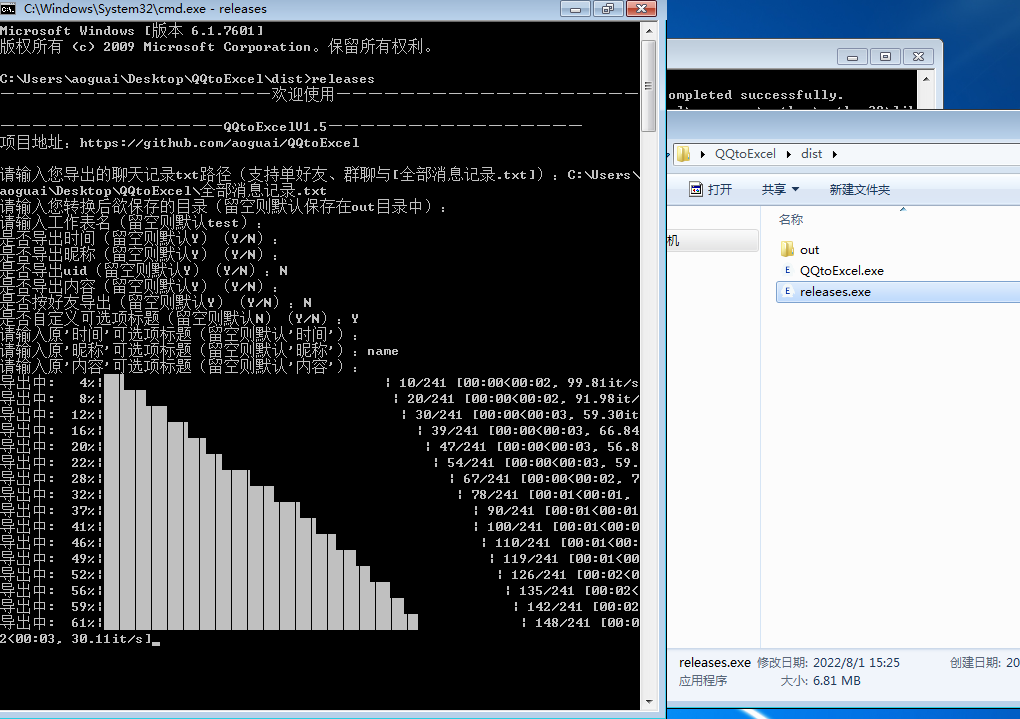 C:\Windows\System32\cmd.exe - releases
Microsoft Windows [版本 6.1.7601]
版权所有 (c) 2009 Microsoft Corporation。保留所有权利。
C:\Users\aoguai\Desktop\QQtoExcel\dist>releases
－－－－－－－－－－－－－－－－－欢迎使用－－－－－－－－－－－－－－－－－－－
－－－－－－－－－－－－－－QQtoExcelV1.5－－－－－－－－－－－－－－－－
项目地址：https://github.com/aoguai/QQtoExcel
请输入您导出的聊天记录txt路径（支持单好友、群聊与[全部消息记录.txt]）：C:\Users\
aoguai\Desktop\QQtoExcel\全部消息记录.txt
请输入您转换后欲保存的目录（留空则默认保存在out目录中）：
请输入工作表名（留空则默认test）：
是否导出时间（留空则默认Y）（Y/N）：
是否导出昵称（留空则默认Y）（Y/N）：
是否导出uid（留空则默认Y）（Y/N）：N
是否导出内容（留空则默认Y）（Y/N）：
是否按好友导出（留空则默认Y）（Y/N）：N
是否自定义可选项标题（留空则默认N）（Y/N）：Y
请输入原'时间'可选项标题（留空则默认'时间'）：
请输入原'昵称'可选项标题（留空则默认'昵称'）：name
请输入原'内容'可选项标题（留空则默认'内容'）：
导出中:   4%| | 10/241 [00:00<00:02, 99.81it/s
导出中:   8%| | 20/241 [00:00<00:02, 91.98it/
导出中:  12%| | 30/241 [00:00<00:03, 59.30it
导出中:  16%| | 39/241 [00:00<00:03, 66.84
导出中:  20%| | 47/241 [00:00<00:03, 56.8
导出中:  22%| | 54/241 [00:00<00:03, 59.
导出中:  28%| | 67/241 [00:00<00:02, 7
导出中:  32%| | 78/241 [00:01<00:01,
导出中:  37%| | 90/241 [00:01<00:01
导出中:  41%| | 100/241 [00:01<00:0
导出中:  46%| | 110/241 [00:01<00:
导出中:  49%| | 119/241 [00:01<00
导出中:  52%| | 126/241 [00:02<0
导出中:  56%| | 135/241 [00:02<
导出中:  59%| | 142/241 [00:02
导出中:  61%| | 148/241 [00:0
2<00:03, 30.11it/s]
ompleted successfully.
QQtoExcel
dist
打开
共享
新建文件夹
机
名称
out
QQtoExcel.exe
releases.exe
releases.exe 修改日期: 2022/8/1 15:25 创建日期: 20
应用程序 大小: 6.81 MB